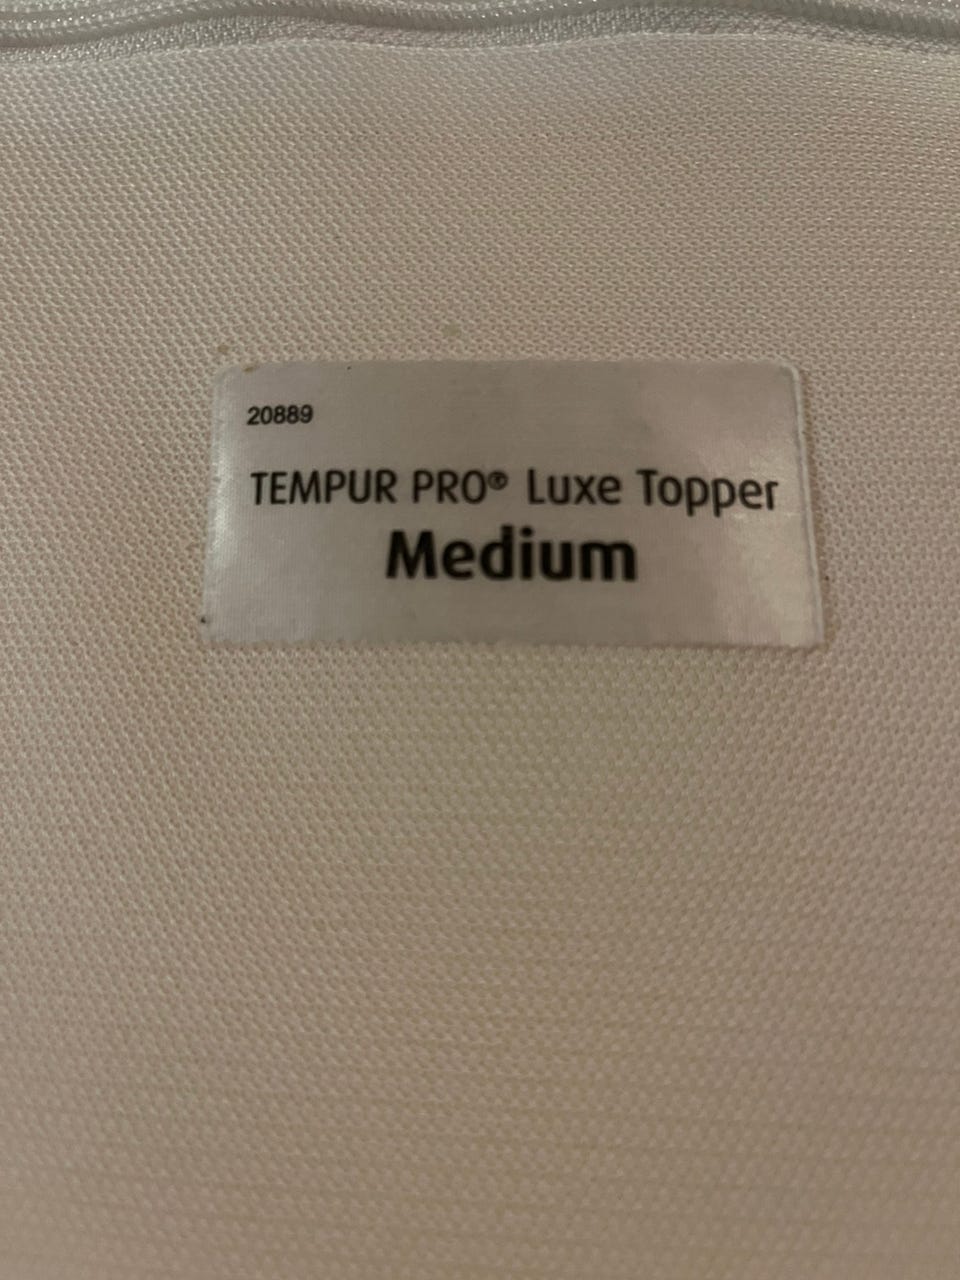 20889
TEMPUR PRO® Luxe Topper
Medium